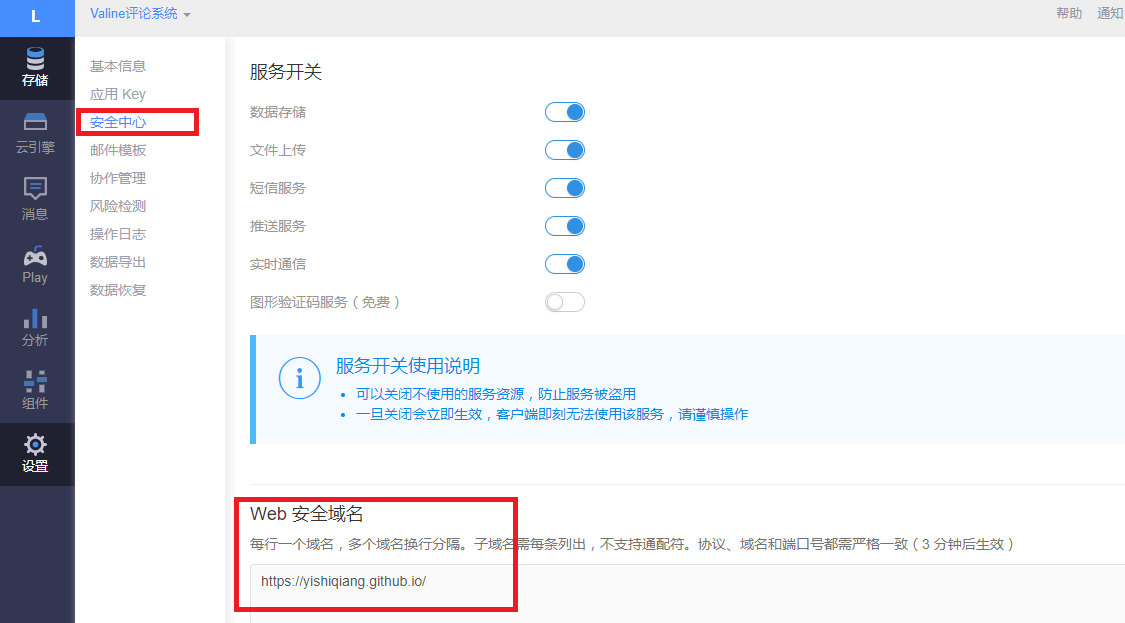 L
Valine评论系统
帮助 通知
存储
云引擎
消息
Play
分析
组件
设置
基本信息
应用 Key
安全中心
邮件模板
协作管理
风险检测
操作日志
数据导出
数据恢复
服务开关
数据存储
文件上传
短信服务
推送服务
实时通信
图形验证码服务（免费）
服务开关使用说明
可以关闭不使用的服务资源，防止服务被盗用
一旦关闭会立即生效，客户端即刻无法使用该服务，请谨慎操作
Web 安全域名
每行一个域名，多个域名换行分隔。子域名需每条列出，不支持通配符。协议、域名和端口号都需严格一致（3 分钟后生效）
https://yishiqiang.github.io/